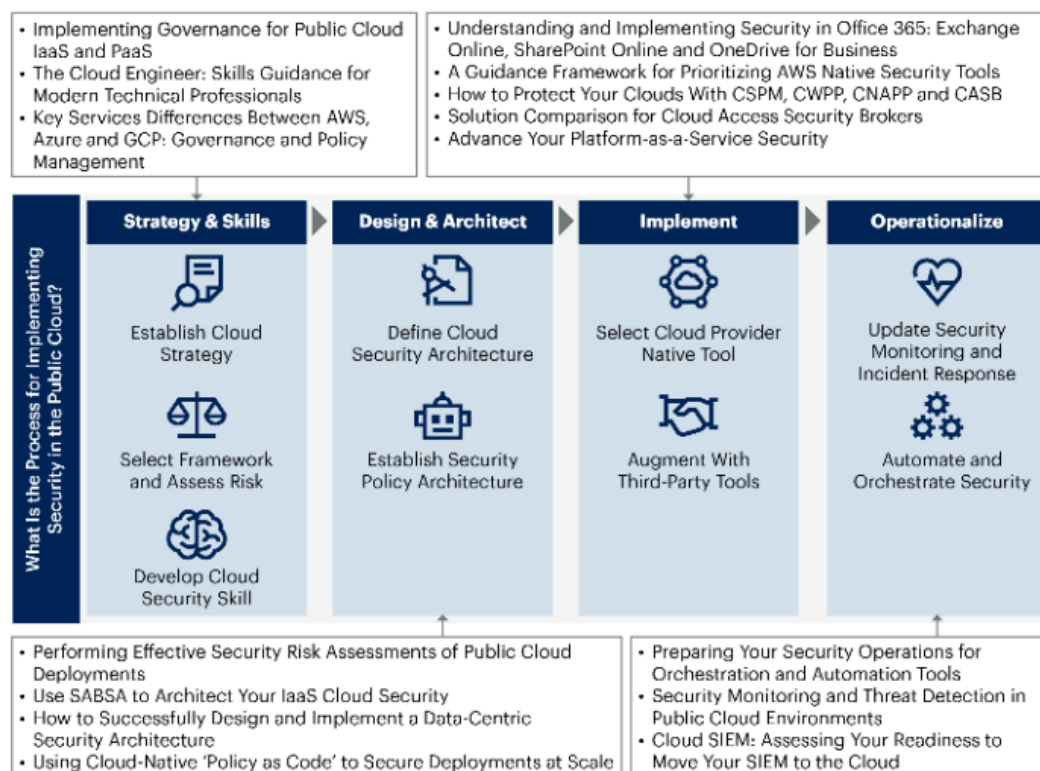 • Implementing Governance for Public Cloud
IaaS and PaaS
• The Cloud Engineer: Skills Guidance for
Modern Technical Professionals
• Key Services Differences Between AWS,
Azure and GCP: Governance and Policy
Management
• Understanding and Implementing Security in Office 365: Exchange
Online, SharePoint Online and OneDrive for Business
• A Guidance Framework for Prioritizing AWS Native Security Tools
• How to Protect Your Clouds With CSPM, CWPP, CNAPP and CASB
• Solution Comparison for Cloud Access Security Brokers
• Advance Your Platform-as-a-Service Security
What Is the Process for Implementing
Security in the Public Cloud?
Strategy & Skills
Establish Cloud
Strategy
Select Framework
and Assess Risk
Develop Cloud
Security Skill
Design & Architect
Define Cloud
Security Architecture
Establish Security
Policy Architecture
Implement
Select Cloud Provider
Native Tool
Augment With
Third-Party Tools
Operationalize
Update Security
Monitoring and
Incident Response
Automate and
Orchestrate Security
• Performing Effective Security Risk Assessments of Public Cloud
Deployments
• Use SABSA to Architect Your IaaS Cloud Security
• How to Successfully Design and Implement a Data-Centric
Security Architecture
• Using Cloud-Native ‘Policy as Code’ to Secure Deployments at Scale
• Preparing Your Security Operations for
Orchestration and Automation Tools
• Security Monitoring and Threat Detection in
Public Cloud Environments
• Cloud SIEM: Assessing Your Readiness to
Move Your SIEM to the Cloud